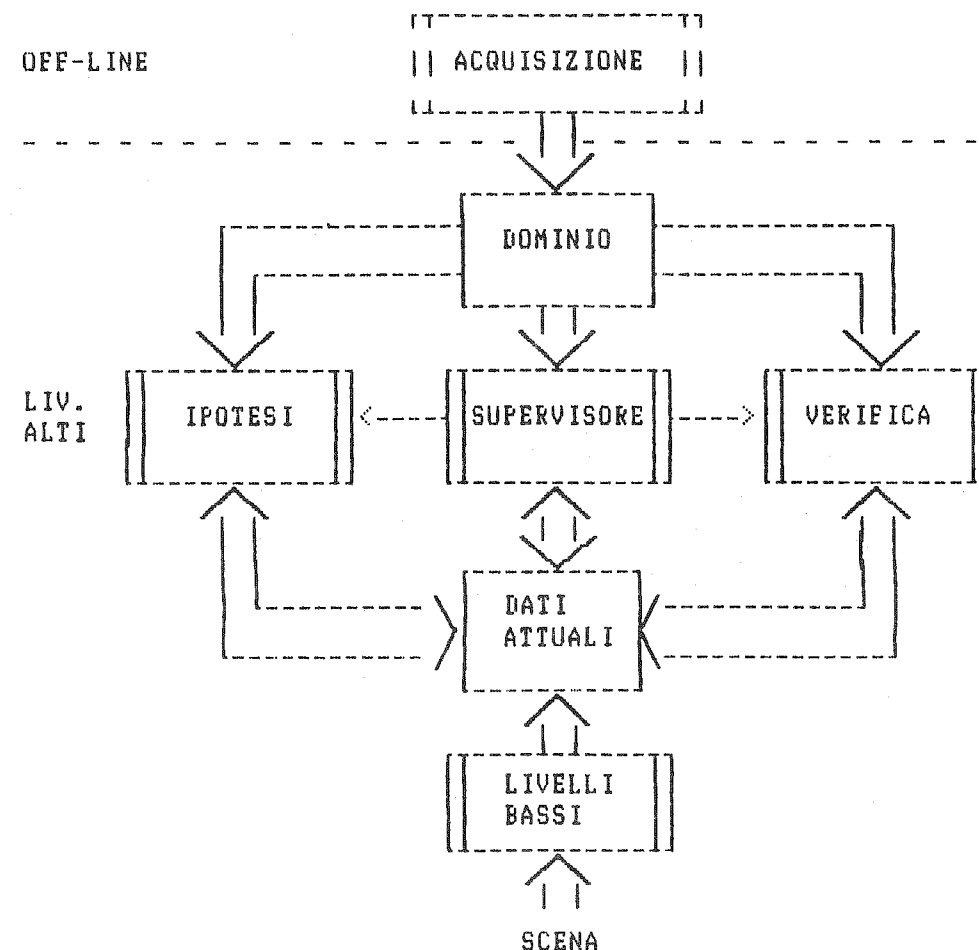 OFF-LINE
ACQUISIZIONE
DOMINIO
LIV.
ALTI
IPOTESI
SUPERVISORE
VERIFICA
DATI
ATTUALI
LIVELLI
BASSI
SCENA